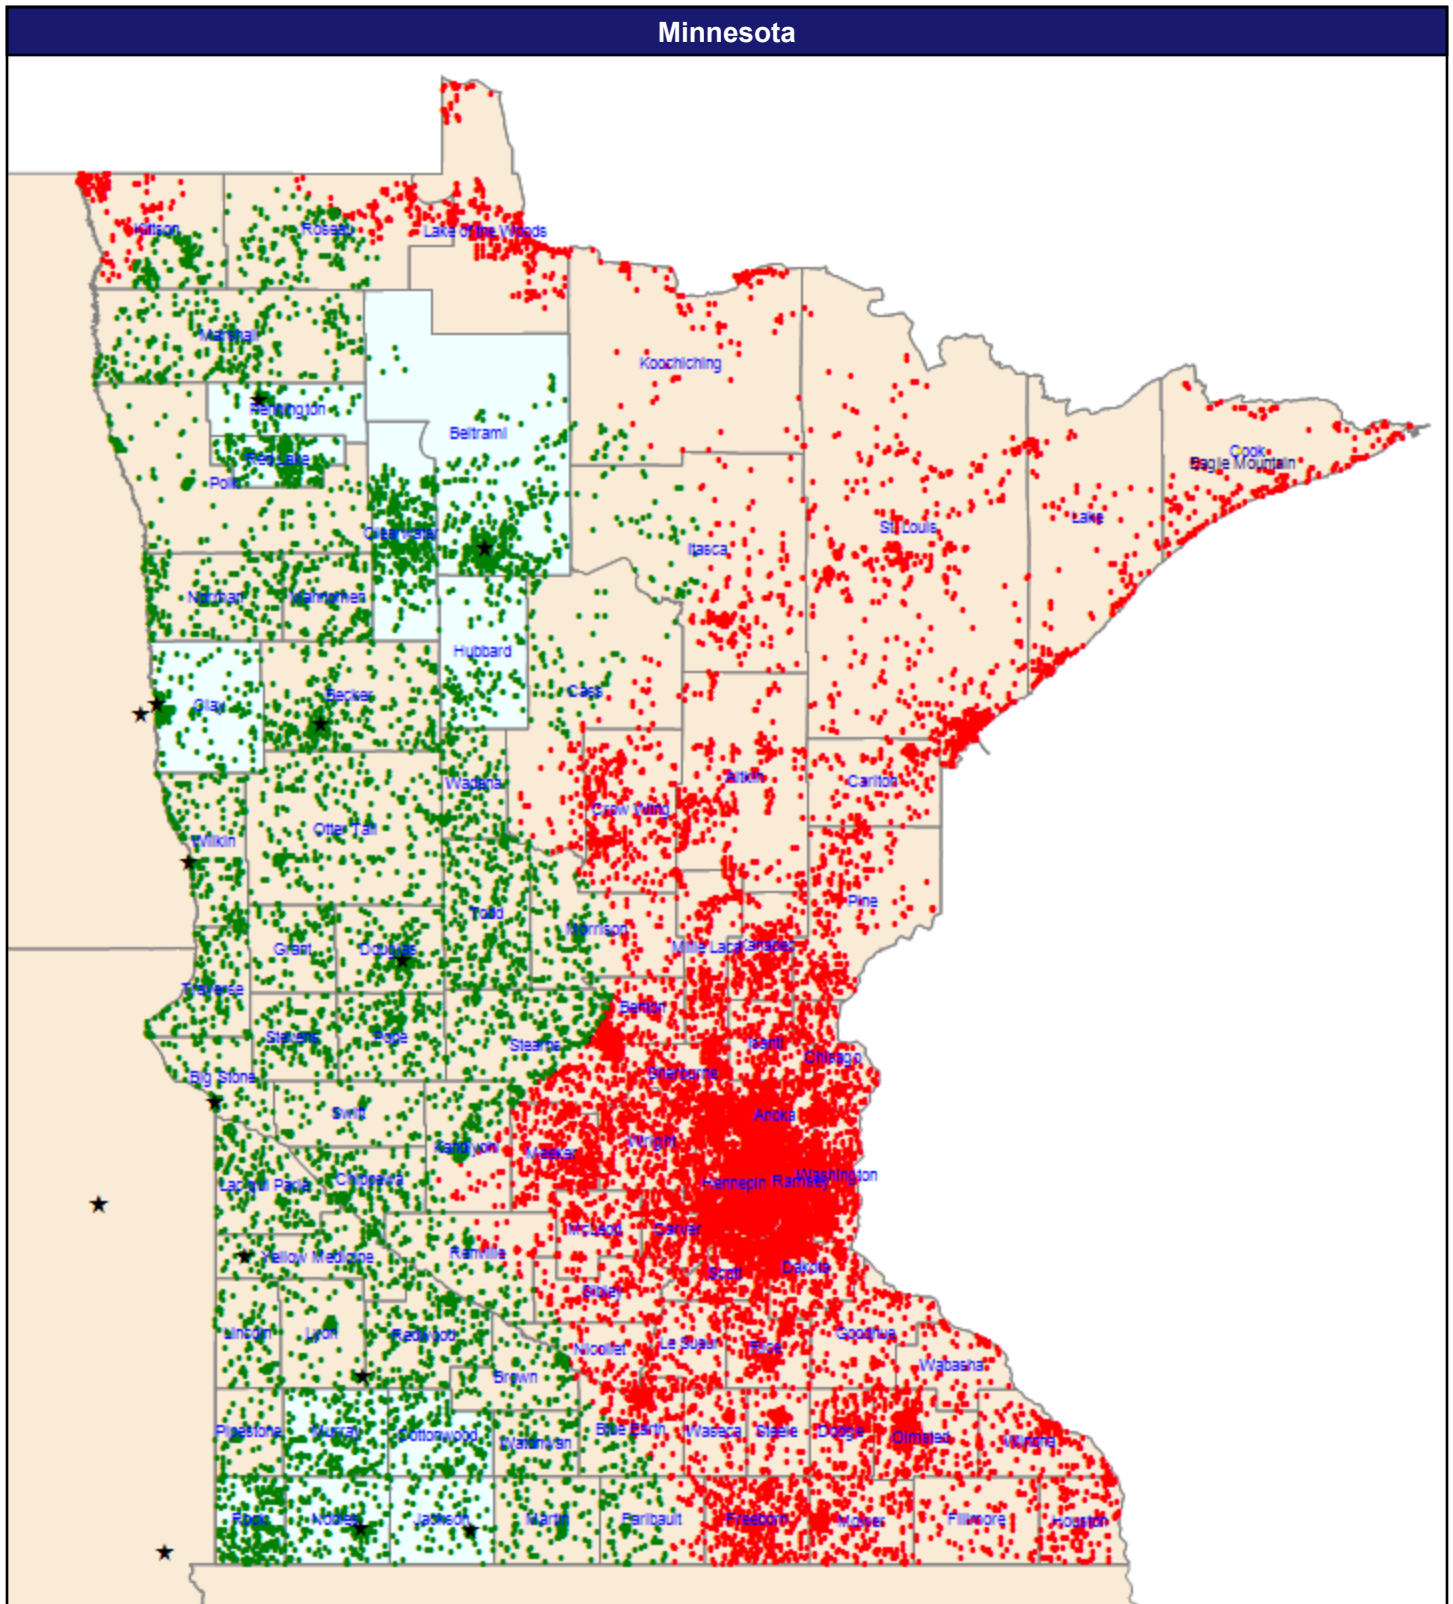 Minnesota
Kittson
Roseau
Lake of the Woods
Marshall
Koochiching
Pennington
Beltrami
Red Lake
Polk
Cook
Eagle Mountain
Clearwater
Lake
St. Louis
Itasca
Norman
Mahnomen
Hubbard
Clay
Becker
Cass
Wadena
Aitkin
Carlton
Crow Wing
Otter Tail
Wilkin
Pine
Todd
Morrison
Grant
Douglas
Mille Lacs
Kanabec
Traverse
Benton
Stevens
Pope
Stearns
Isanti
Chisago
Big Stone
Sherburne
Swift
Anoka
Kandiyohi
Meeker
Wright
Lac qui Parle
Chippewa
Hennepin
Ramsey
Washington
McLeod
Carver
Yellow Medicine
Renville
Scott
Dakota
Sibley
Lincoln
Lyon
Redwood
Nicollet
Le Sueur
Rice
Goodhue
Wabasha
Brown
Pipestone
Murray
Cottonwood
Watonwan
Blue Earth
Waseca
Steele
Dodge
Olmsted
Winona
Rock
Nobles
Jackson
Martin
Faribault
Freeborn
Mower
Fillmore
Houston